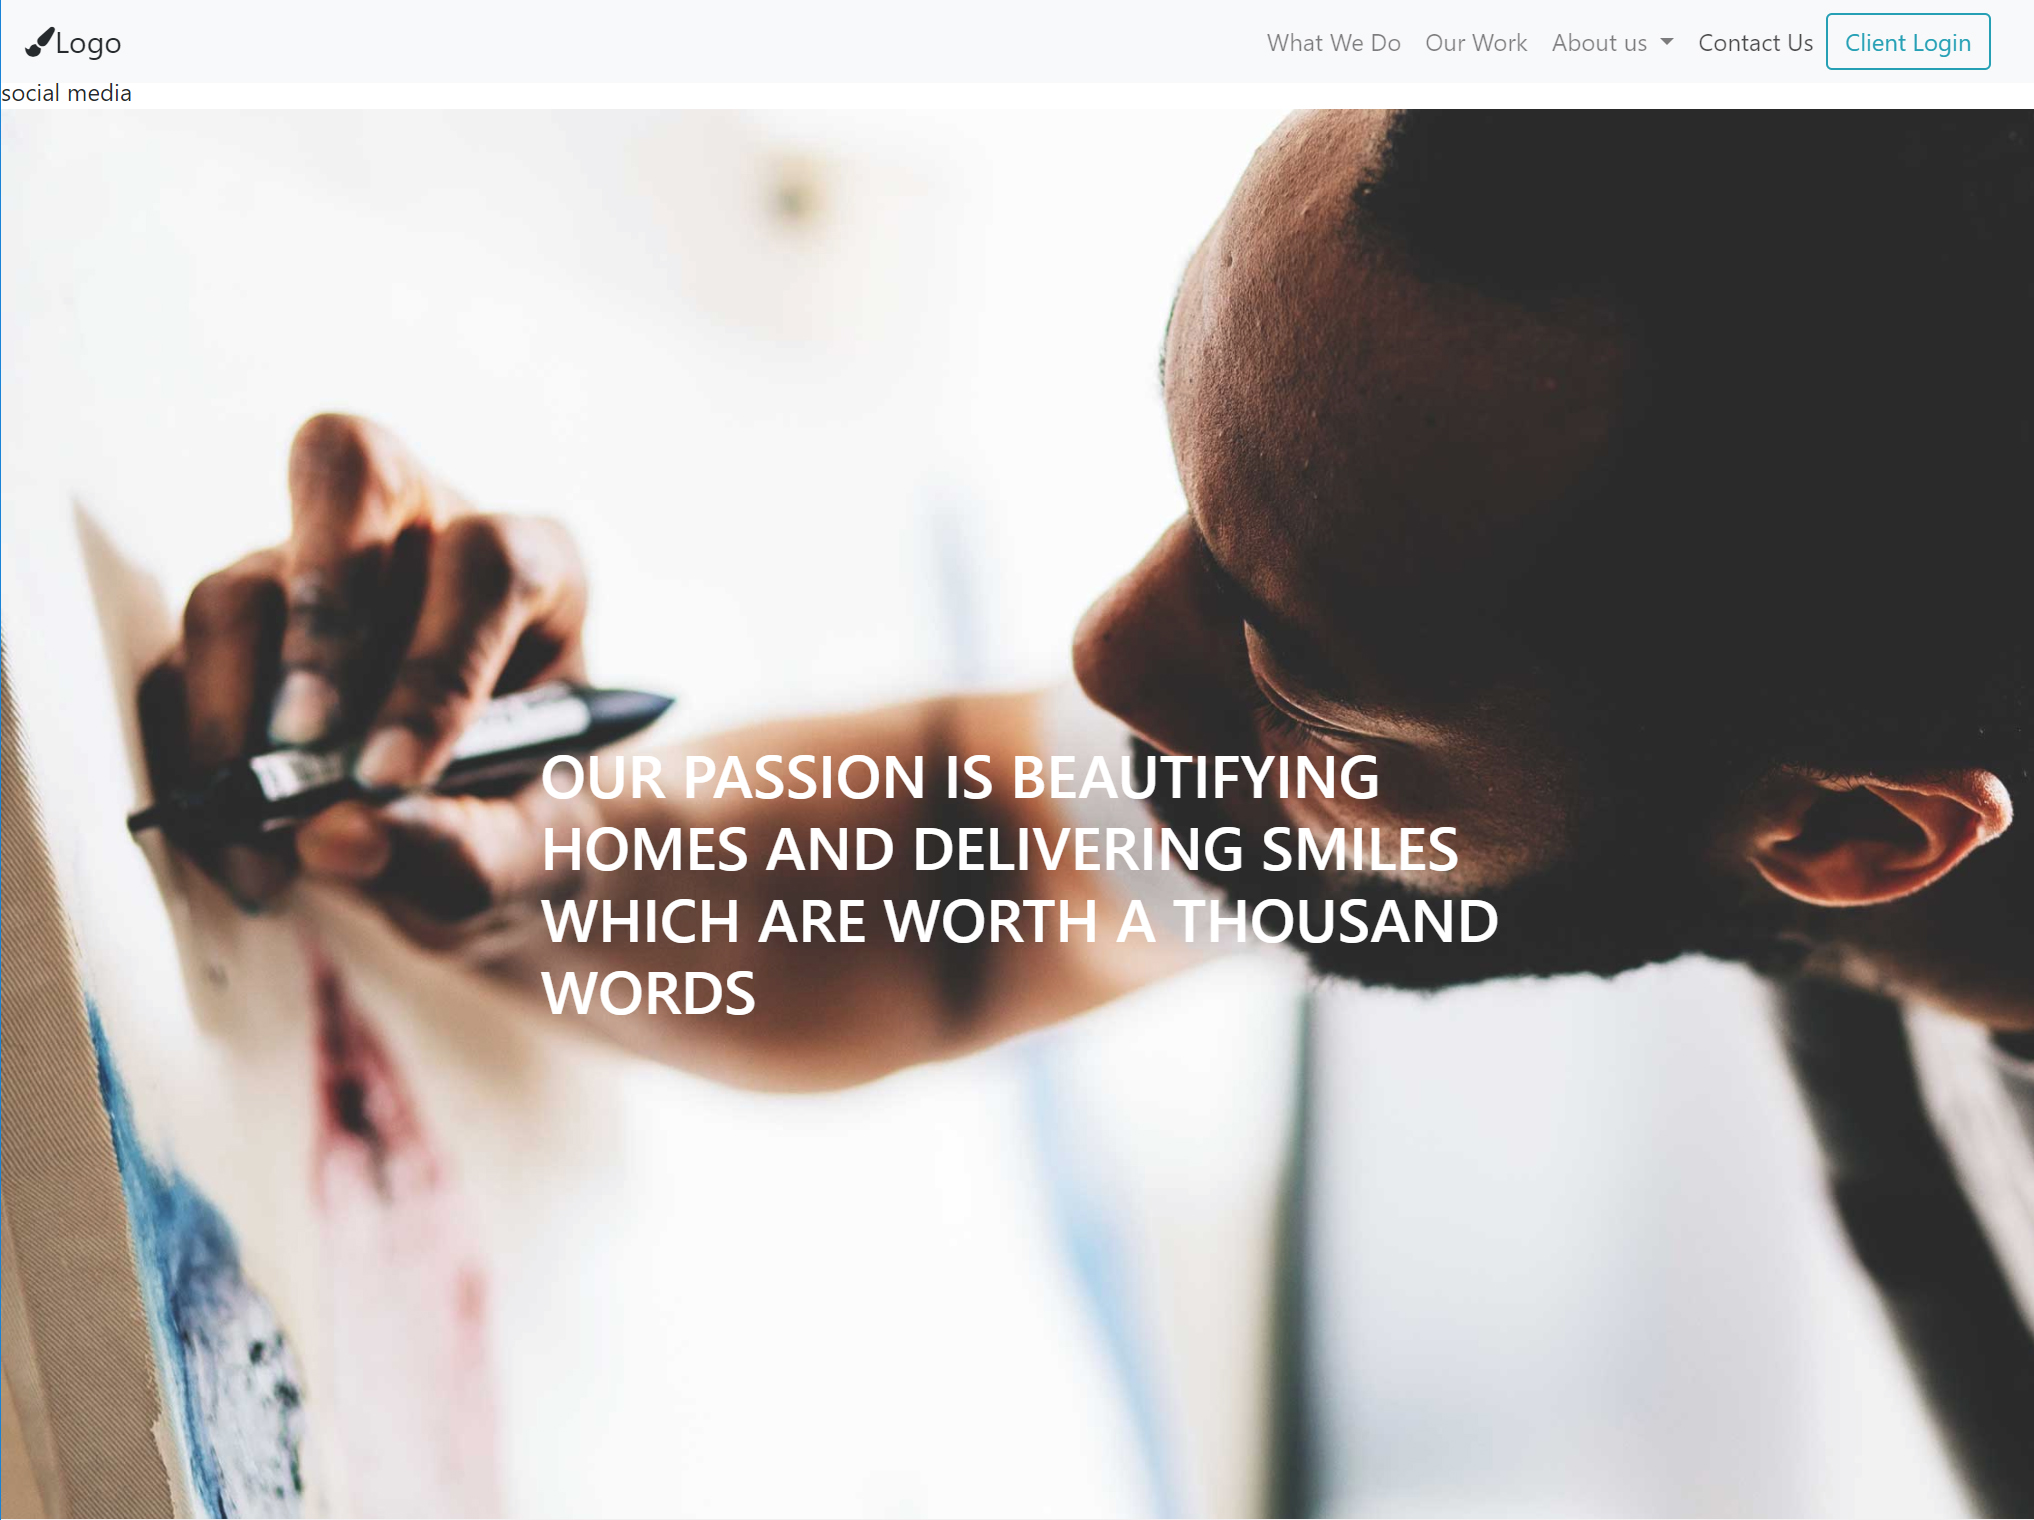 Logo
What We Do Our Work About us Contact Us Client Login
social media
OUR PASSION IS BEAUTIFYING
HOMES AND DELIVERING SMILES
WHICH ARE WORTH A THOUSAND
WORDS